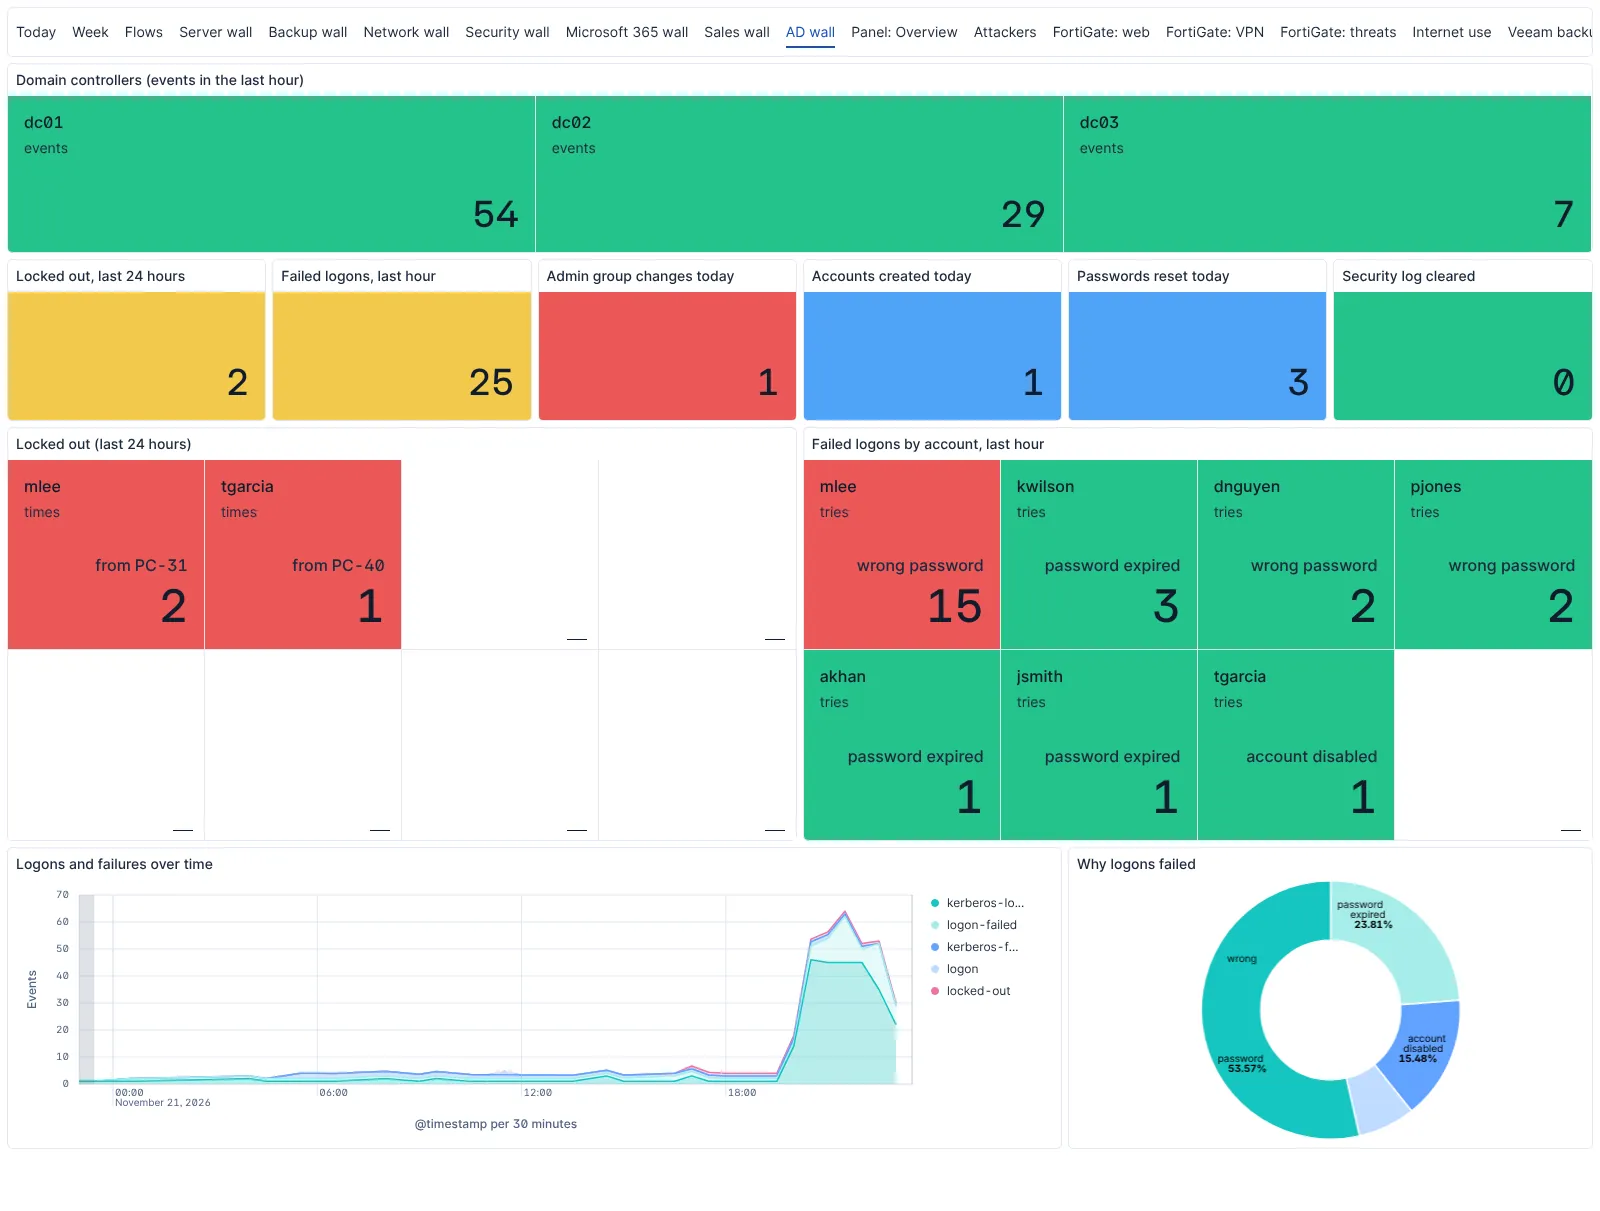 Today Week Flows Server wall Backup wall Network wall Security wall Microsoft 365 wall Sales wall AD wall Panel: Overview Attackers FortiGate: web FortiGate: VPN FortiGate: threats Internet use Veeam backu
Domain controllers (events in the last hour)
dc01
events
54
dc02
events
29
dc03
events
7
Locked out, last 24 hours
2
Failed logons, last hour
25
Admin group changes today
1
Accounts created today
1
Passwords reset today
3
Security log cleared
0
Locked out (last 24 hours)
mlee
times
from PC-31
2
tgarcia
times
from PC-40
1
—
—
—
—
—
—
Failed logons by account, last hour
mlee
tries
wrong password
15
kwilson
tries
password expired
3
dnguyen
tries
wrong password
2
pjones
tries
wrong password
2
akhan
tries
password expired
1
jsmith
tries
password expired
1
tgarcia
tries
account disabled
1
—
Logons and failures over time
Events
70
60
50
40
30
20
10
0
00:00 06:00 12:00 18:00
November 21, 2026
@timestamp per 30 minutes
kerberos-lo...
logon-failed
kerberos-f...
logon
locked-out
Why logons failed
password
expired
23.81%
wrong
account
disabled
15.48%
password
53.57%